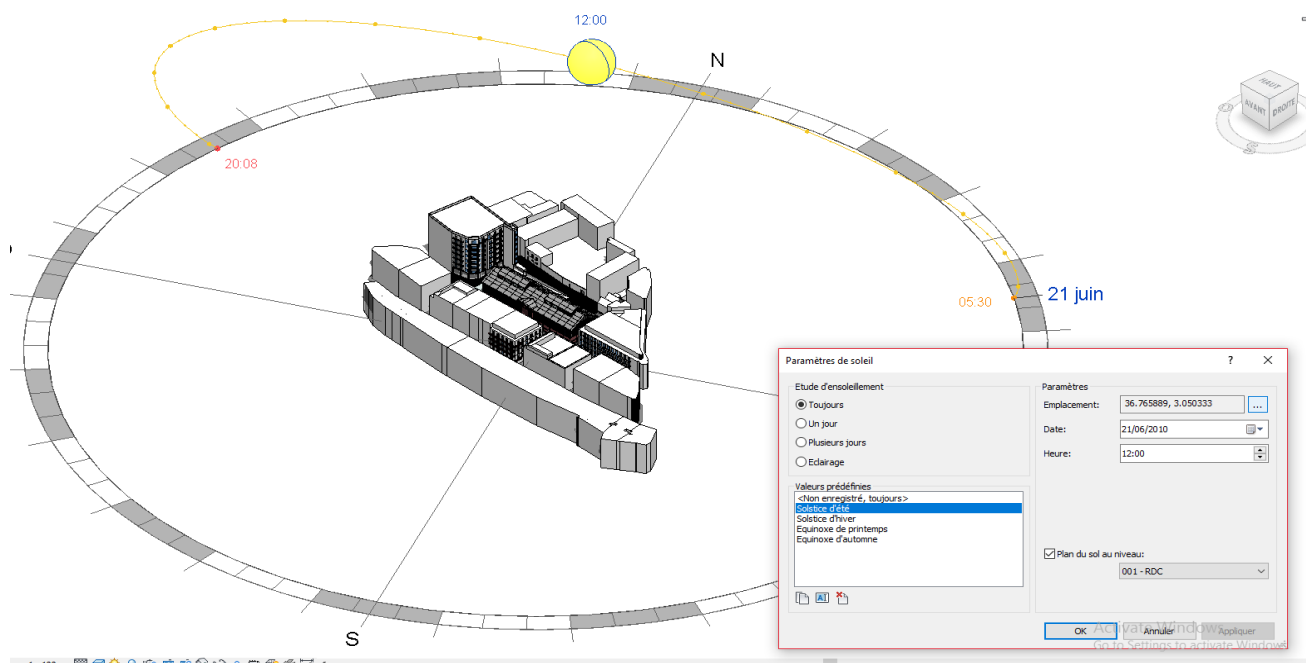 12:00
N
HAUT
AVANT
DROITE
S
20:08
05:30
21 juin
S
Paramètres de soleil
?
Etude d'ensoleillement
Toujours
Un jour
Plusieurs jours
Eclairage
Valeurs prédéfinies
<Non enregistré, toujours>
Solstice d'été
Solstice d'hiver
Equinoxe de printemps
Equinoxe d'automne
Paramètres
Emplacement: 36.765889, 3.050333 ...
Date: 21/06/2010
Heure: 12:00
Plan du sol au niveau:
001 - RDC
OK
Annuler
Appliquer
Activate Windows
Go to Settings to activate Windows.